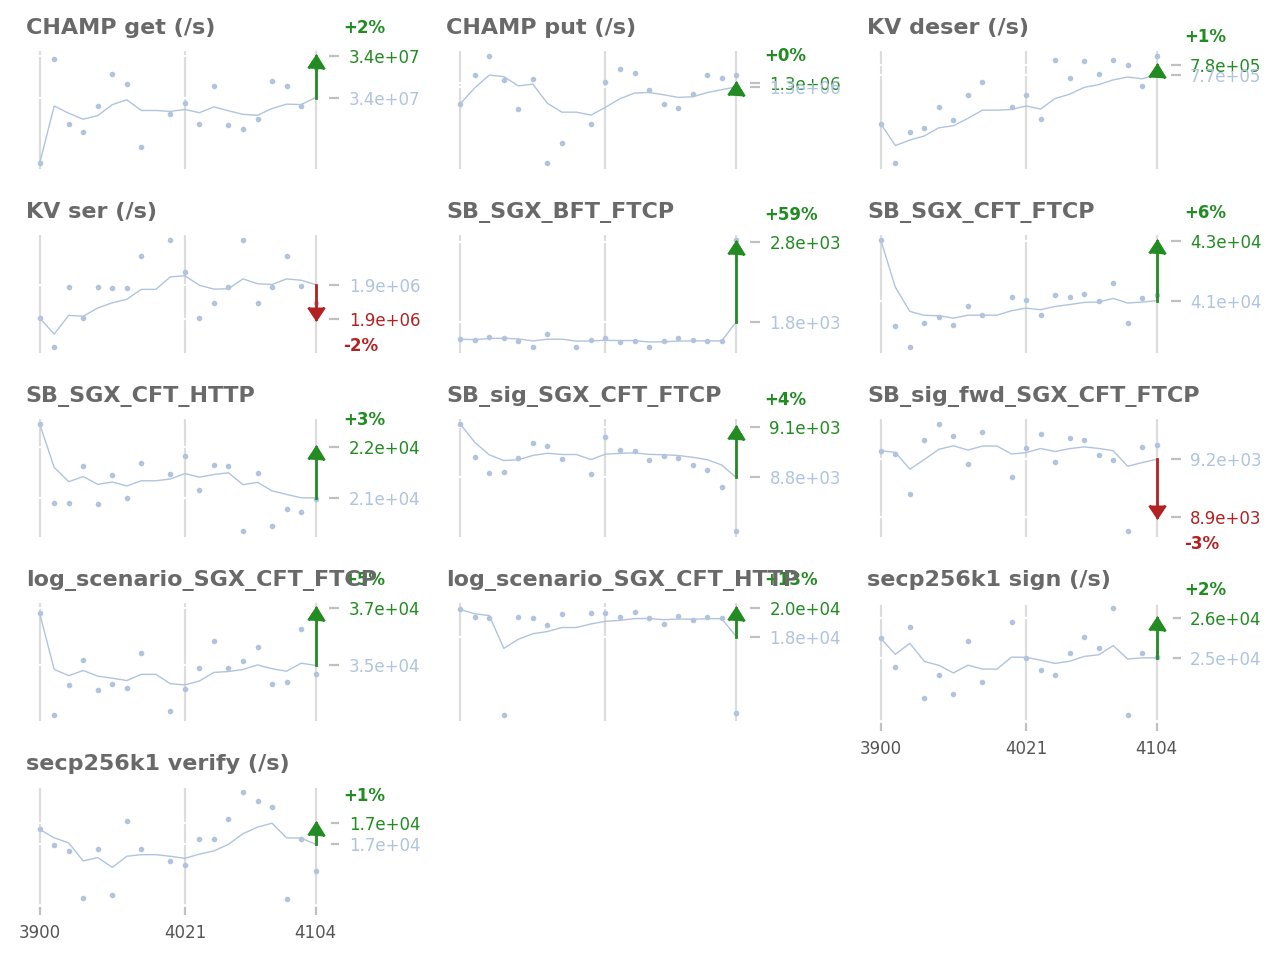 CHAMP get (/s)
+2%
3.4e+07
3.4e+07
CHAMP put (/s)
+0%
1.3e+06
1.3e+06
KV deser (/s)
+1%
7.8e+05
7.7e+05
KV ser (/s)
1.9e+06
1.9e+06
-2%
SB_SGX_BFT_FTCP
+59%
2.8e+03
1.8e+03
SB_SGX_CFT_FTCP
+6%
4.3e+04
4.1e+04
SB_SGX_CFT_HTTP
+3%
2.2e+04
2.1e+04
SB_sig_SGX_CFT_FTCP
+4%
9.1e+03
8.8e+03
SB_sig_fwd_SGX_CFT_FTCP
9.2e+03
8.9e+03
-3%
log_scenario_SGX_CFT_FTCP
+5%
3.7e+04
3.5e+04
log_scenario_SGX_CFT_HTTP
+13%
2.0e+04
1.8e+04
secp256k1 sign (/s)
+2%
2.6e+04
2.5e+04
3900
4021
4104
secp256k1 verify (/s)
+1%
1.7e+04
1.7e+04
3900
4021
4104